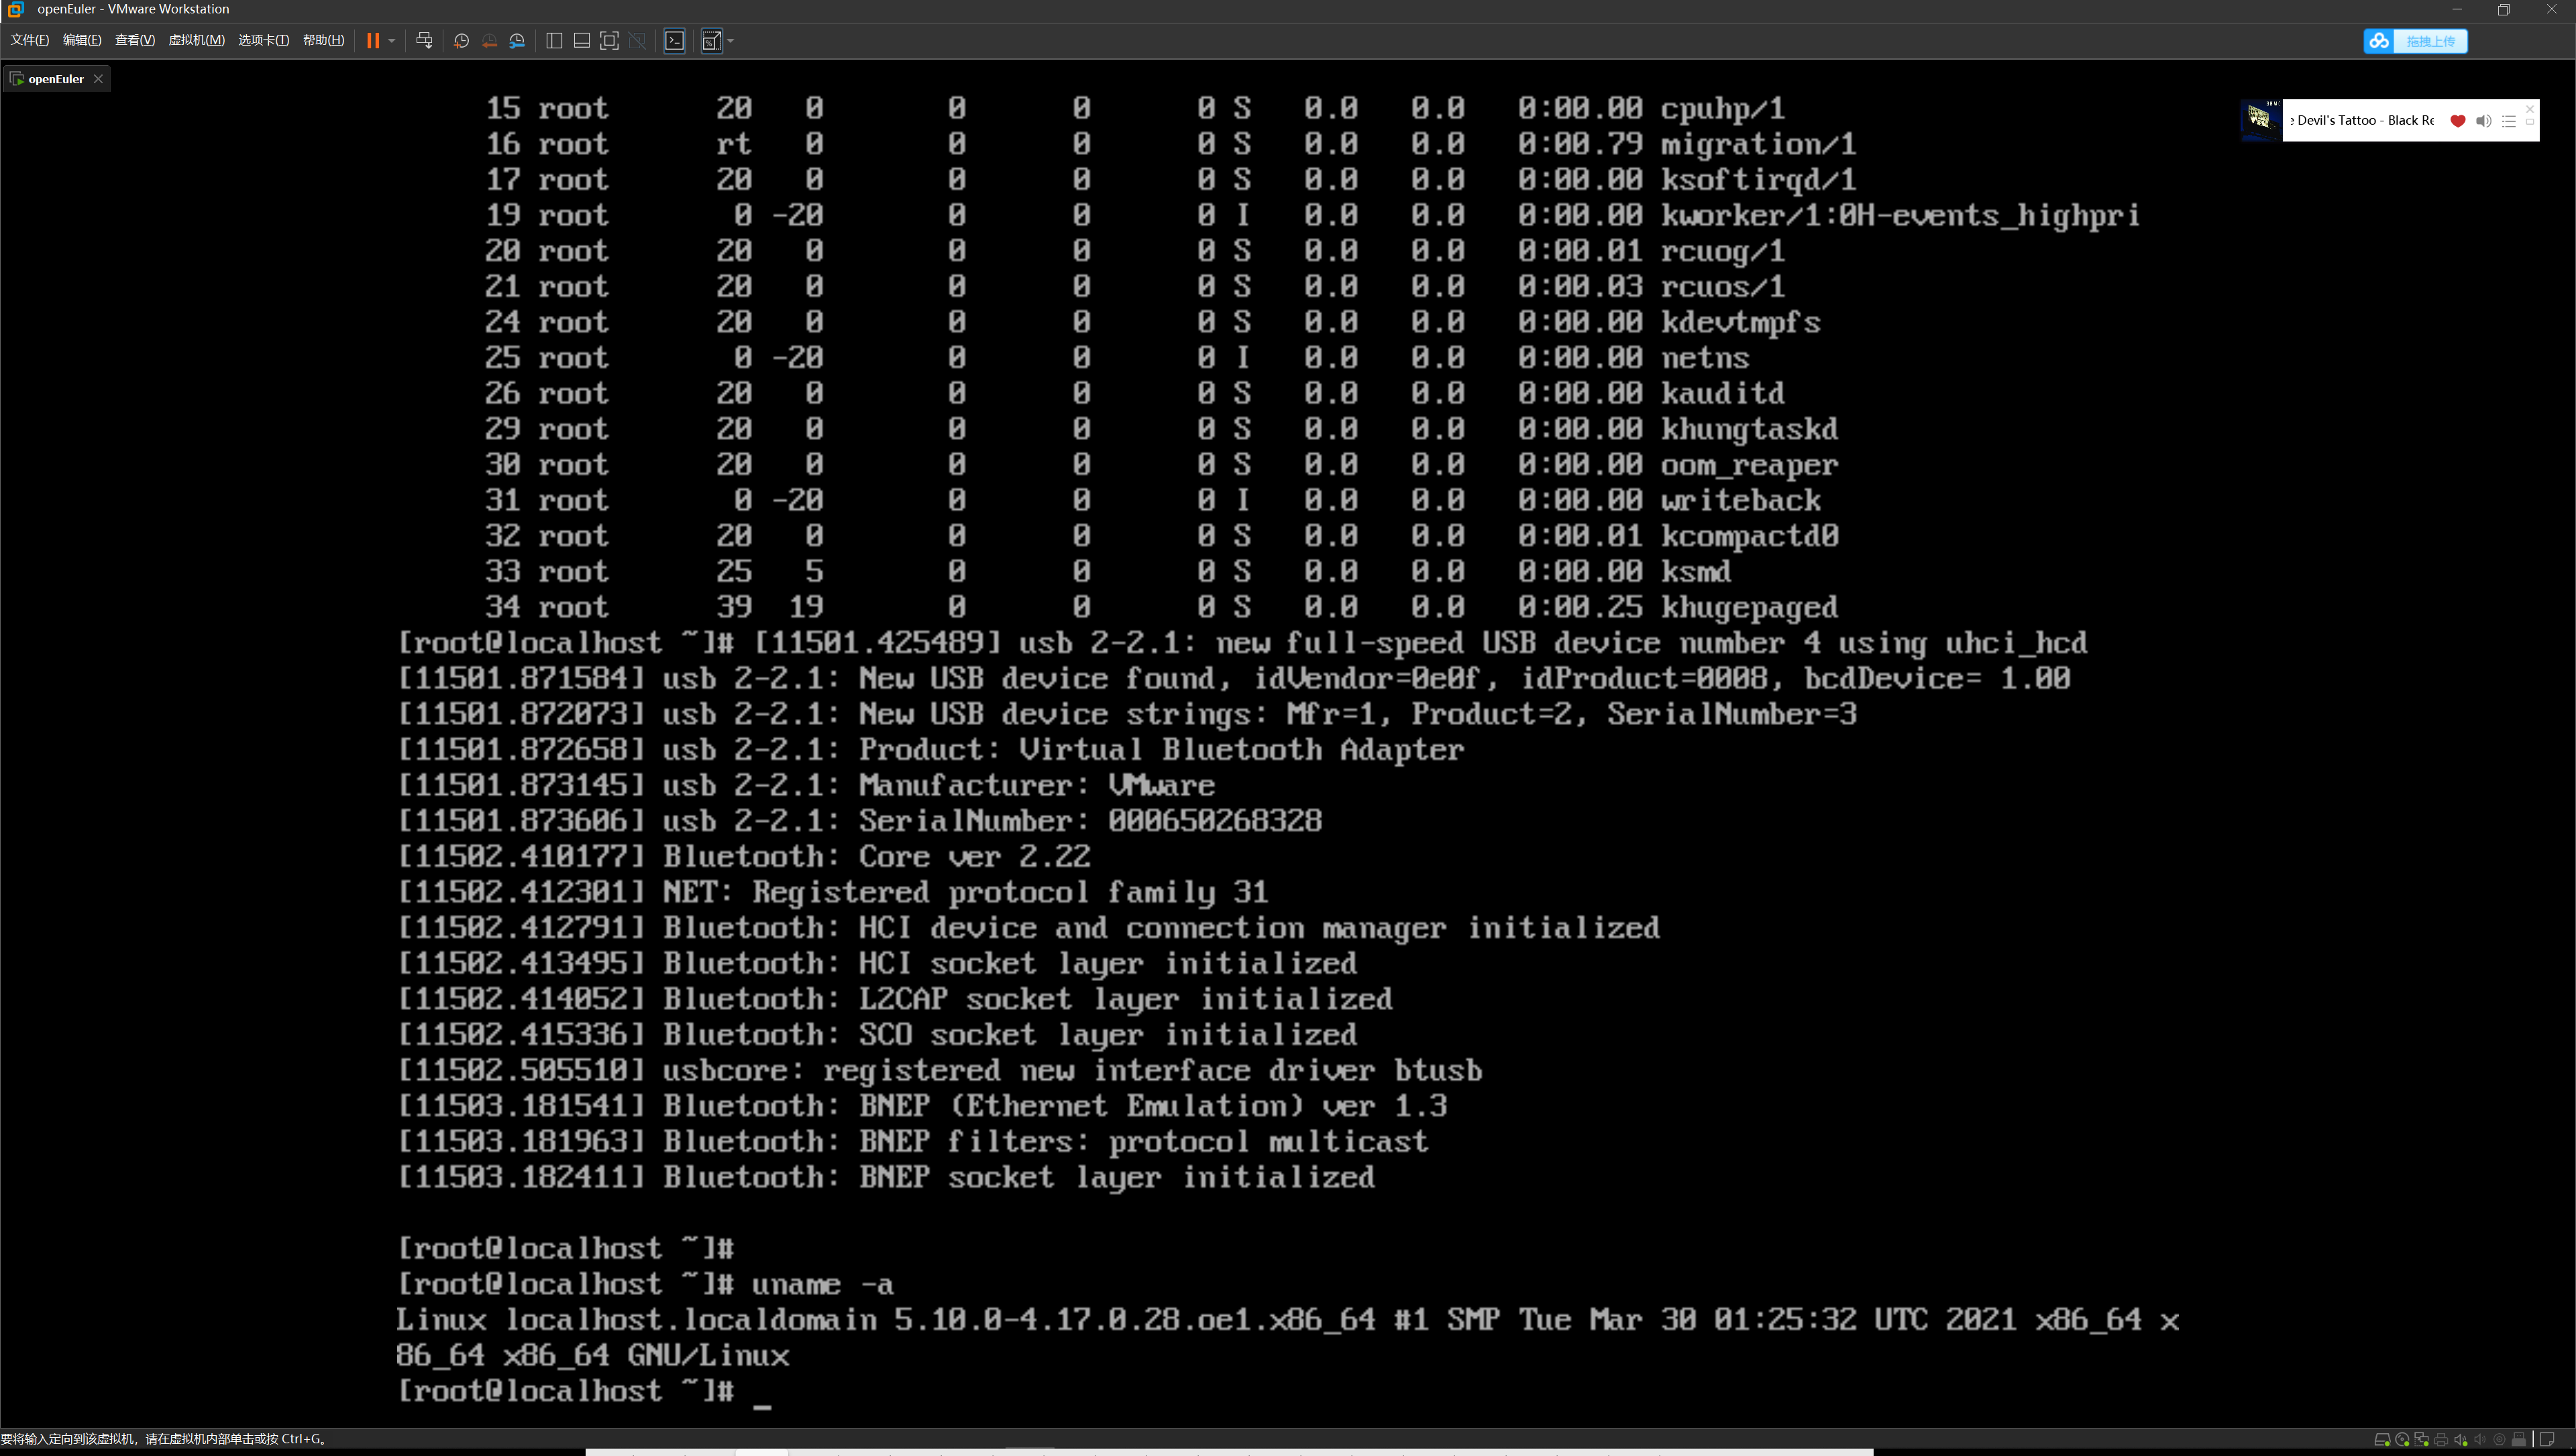 openEuler - VMware Workstation
文件(F) 编辑(E) 查看(V) 虚拟机(M) 选项卡(T) 帮助(H)
拖拽上传
openEuler
15 root 20 0 0 0 0 S 0.0 0.0 0:00.00 cpuhp/1
e Devil's Tattoo - Black Re
16 root rt 0 0 0 0 S 0.0 0.0 0:00.79 migration/1
17 root 20 0 0 0 0 S 0.0 0.0 0:00.00 ksoftirqd/1
19 root 0 -20 0 0 0 I 0.0 0.0 0:00.00 kworker/1:0H-events_highpri
20 root 20 0 0 0 0 S 0.0 0.0 0:00.01 rcuog/1
21 root 20 0 0 0 0 S 0.0 0.0 0:00.03 rcuos/1
24 root 20 0 0 0 0 S 0.0 0.0 0:00.00 kdevtmpfs
25 root 0 -20 0 0 0 I 0.0 0.0 0:00.00 netns
26 root 20 0 0 0 0 S 0.0 0.0 0:00.00 kauditd
29 root 20 0 0 0 0 S 0.0 0.0 0:00.00 khungtaskd
30 root 20 0 0 0 0 S 0.0 0.0 0:00.00 oom_reaper
31 root 0 -20 0 0 0 I 0.0 0.0 0:00.00 writeback
32 root 20 0 0 0 0 S 0.0 0.0 0:00.01 kcompactd0
33 root 25 5 0 0 0 S 0.0 0.0 0:00.00 ksmd
34 root 39 19 0 0 0 S 0.0 0.0 0:00.25 khugepaged
[root@localhost ~]# [11501.425489] usb 2-2.1: new full-speed USB device number 4 using uhci_hcd
[11501.871584] usb 2-2.1: New USB device found, idVendor=0e0f, idProduct=0008, bcdDevice= 1.00
[11501.872073] usb 2-2.1: New USB device strings: Mfr=1, Product=2, SerialNumber=3
[11501.872658] usb 2-2.1: Product: Virtual Bluetooth Adapter
[11501.873145] usb 2-2.1: Manufacturer: VMware
[11501.873606] usb 2-2.1: SerialNumber: 000650268328
[11502.410177] Bluetooth: Core ver 2.22
[11502.412301] NET: Registered protocol family 31
[11502.412791] Bluetooth: HCI device and connection manager initialized
[11502.413495] Bluetooth: HCI socket layer initialized
[11502.414052] Bluetooth: L2CAP socket layer initialized
[11502.415336] Bluetooth: SCO socket layer initialized
[11502.505510] usbcore: registered new interface driver btusb
[11503.181541] Bluetooth: BNEP (Ethernet Emulation) ver 1.3
[11503.181963] Bluetooth: BNEP filters: protocol multicast
[11503.182411] Bluetooth: BNEP socket layer initialized
[root@localhost ~]#
[root@localhost ~]# uname -a
Linux localhost.localdomain 5.10.0-4.17.0.28.oe1.x86_64 #1 SMP Tue Mar 30 01:25:32 UTC 2021 x86_64 x
86_64 x86_64 GNU/Linux
[root@localhost ~]# _
要将输入定向到该虚拟机，请在虚拟机内部单击或按 Ctrl+G。